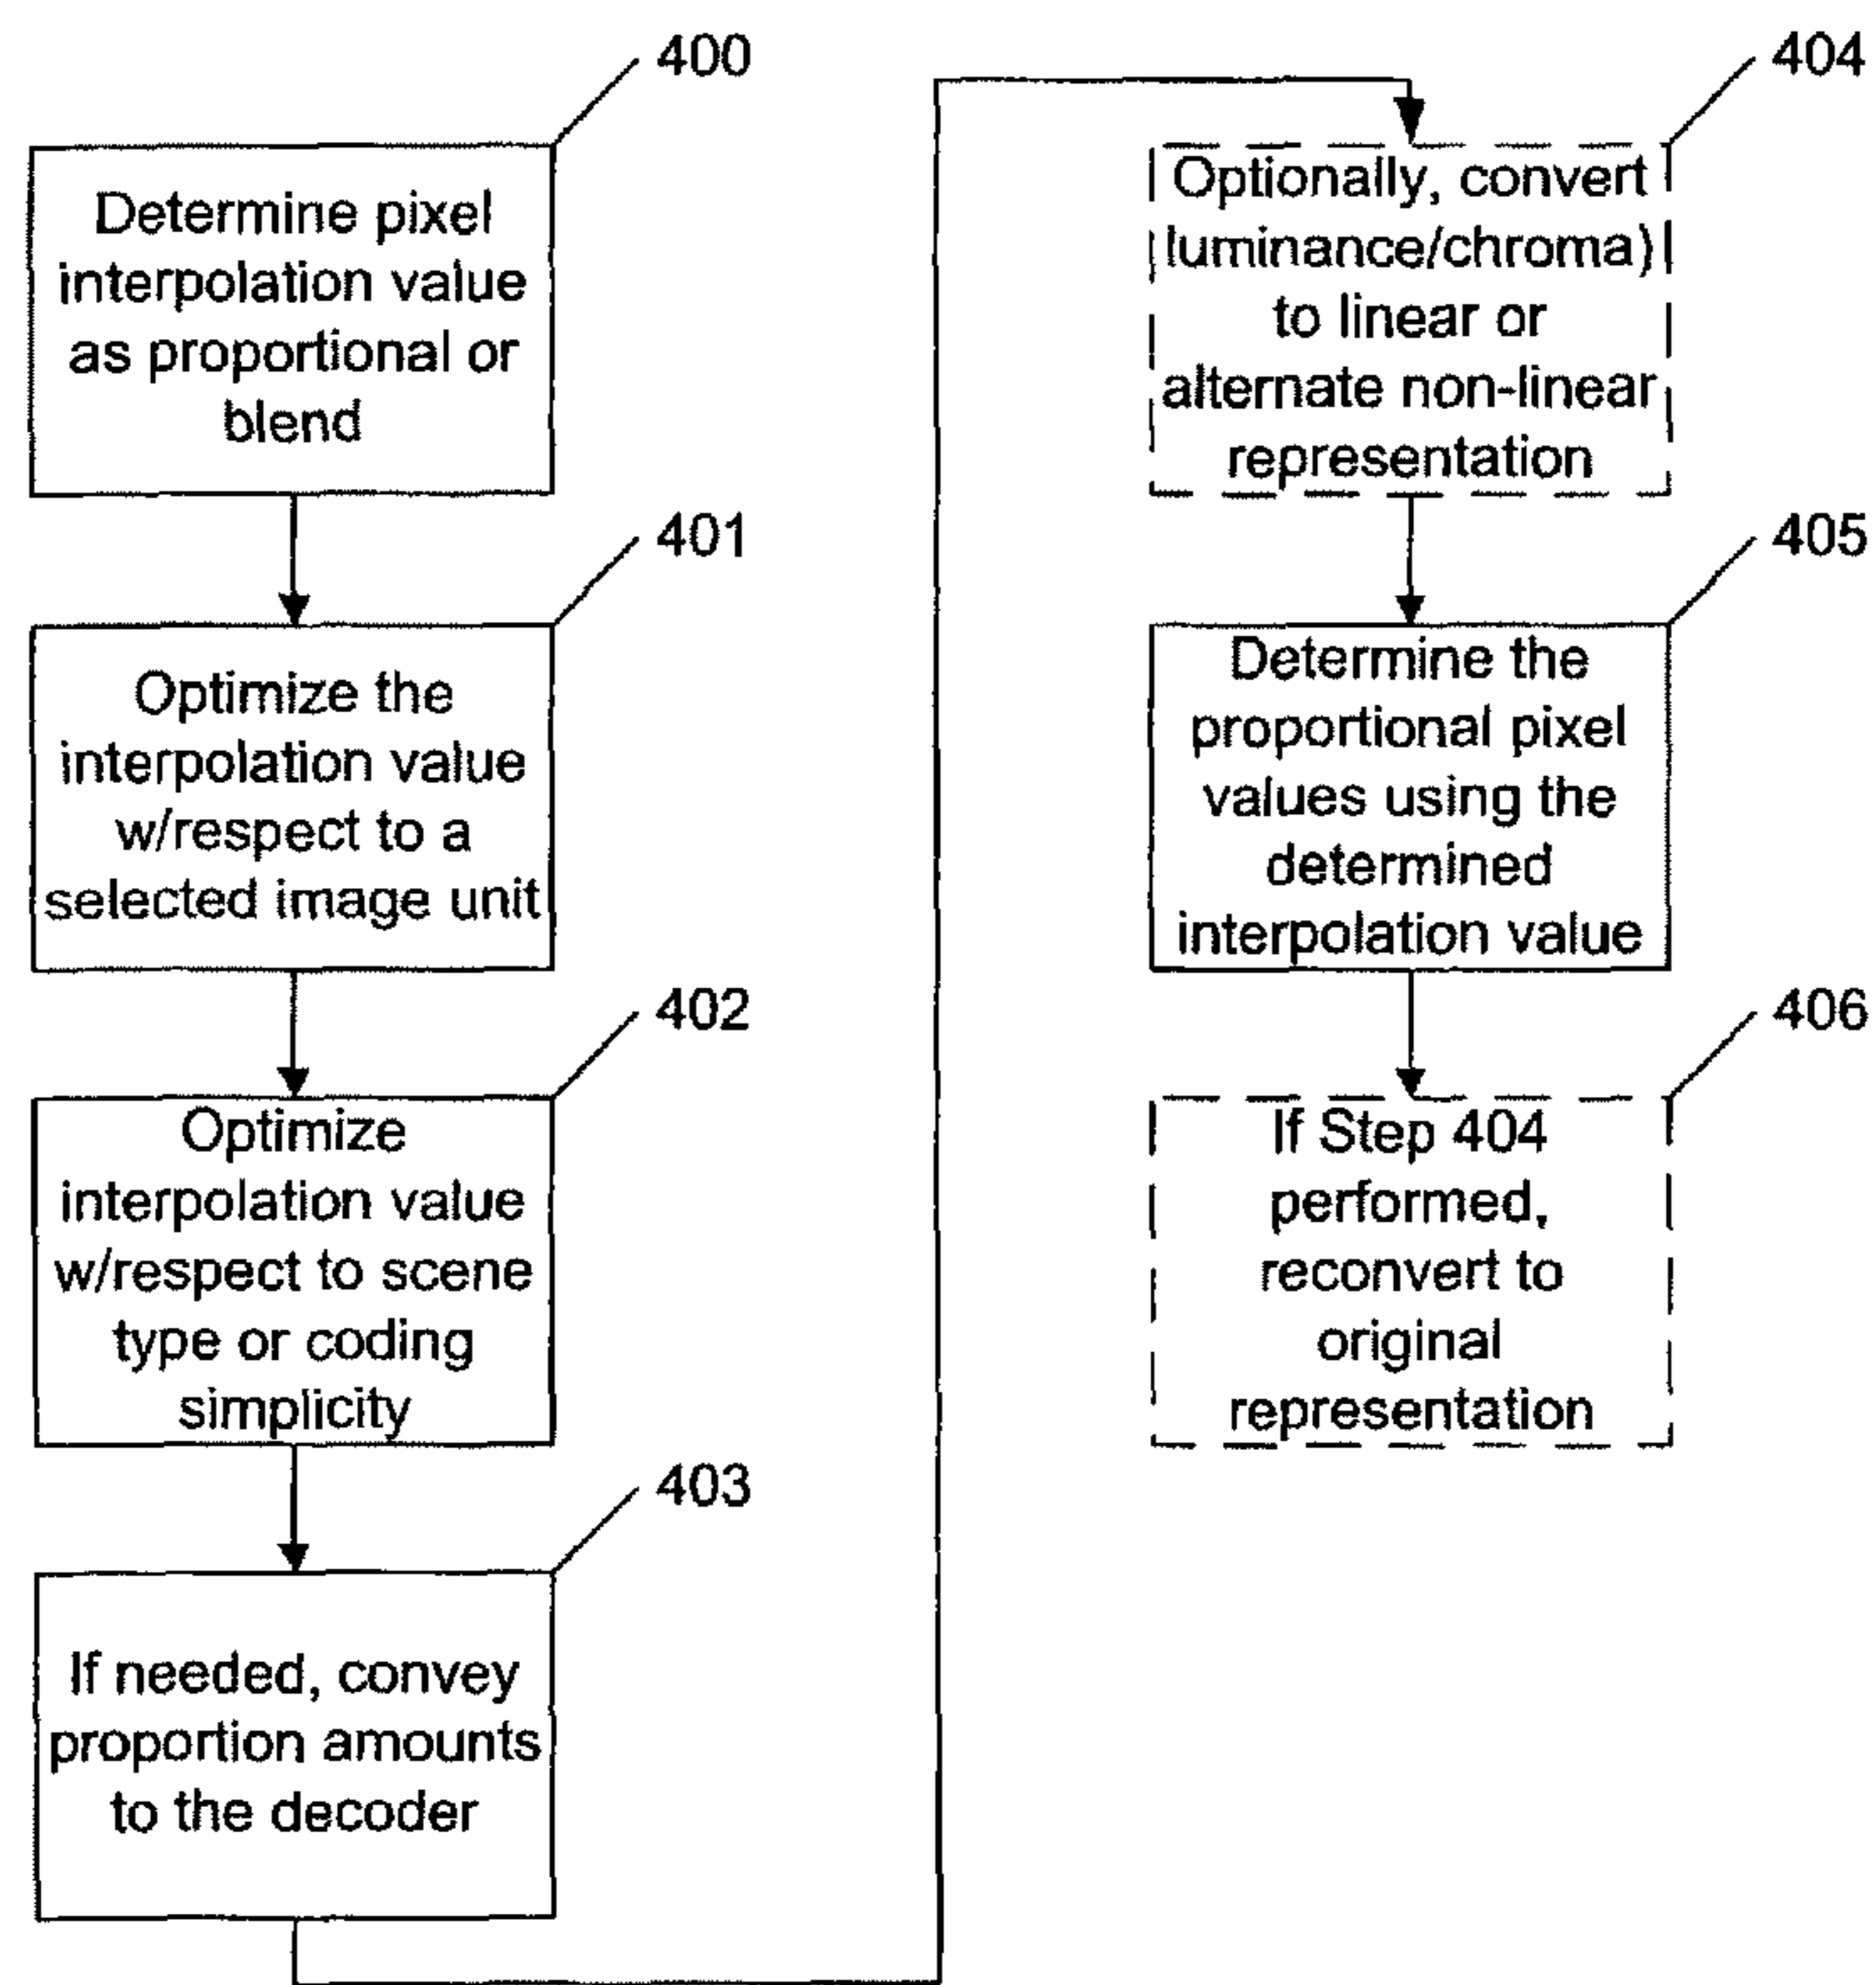 400
Determine pixel
interpolation value
as proportional or
blend
401
Optimize the
interpolation value
w/respect to a
selected image unit
402
Optimize
interpolation value
w/respect to scene
type or coding
simplicity
403
If needed, convey
proportion amounts
to the decoder
404
Optionally, convert
luminance/chroma)
to linear or
alternate non-linear
representation
405
Determine the
proportional pixel
values using the
determined
interpolation value
406
If Step 404
performed,
reconvert to
original
representation